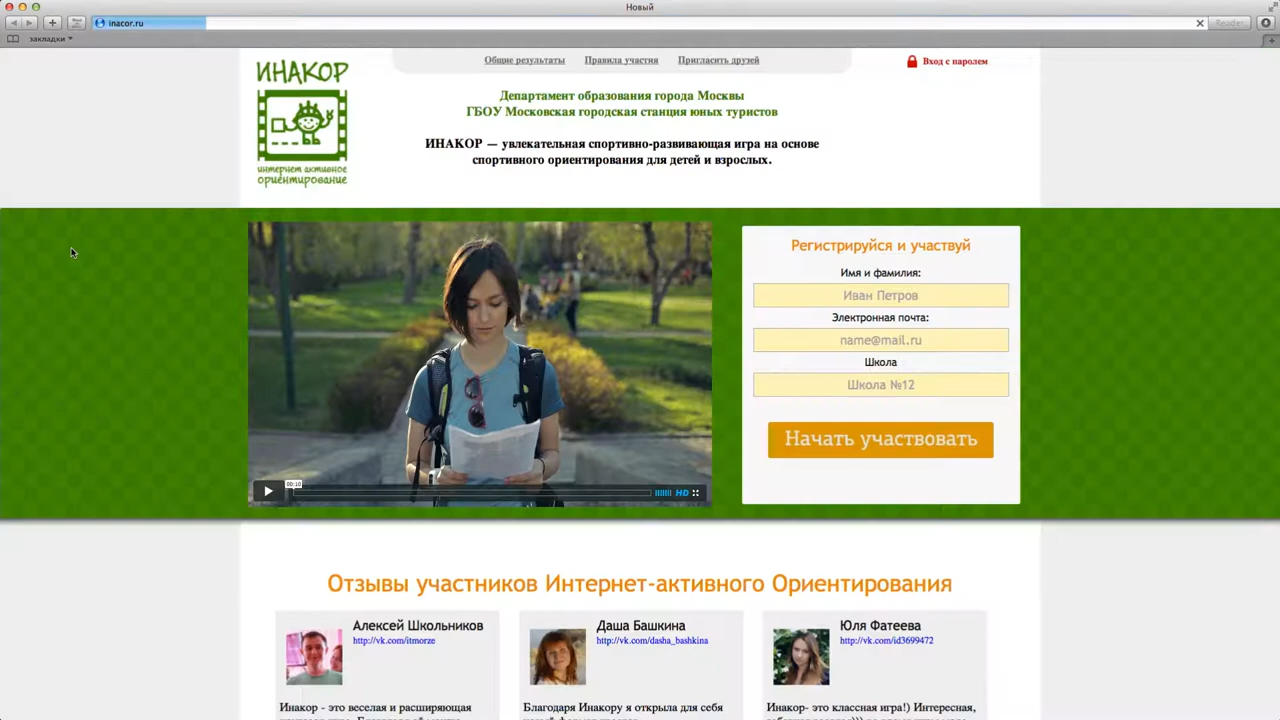 Новый
inacor.ru
Reader
закладки
ИНАКОР
интернет активное
ориентирование
Общие результаты
Правила участия
Пригласить друзей
Вход с паролем
Департамент образования города Москвы
ГБОУ Московская городская станция юных туристов
ИНАКОР — увлекательная спортивно-развивающая игра на основе
спортивного ориентирования для детей и взрослых.
00:10
HD
Регистрируйся и участвуй
Имя и фамилия:
Иван Петров
Электронная почта:
name@mail.ru
Школа
Школа №12
Начать участвовать
Отзывы участников Интернет-активного Ориентирования
Алексей Школьников
http://vk.com/itmorze
Инакор - это веселая и расширяющая
Даша Башкина
http://vk.com/dasha_bashkina
Благодаря Инакору я открыла для себя
Юля Фатеева
http://vk.com/id3699472
Инакор- это классная игра!) Интересная,